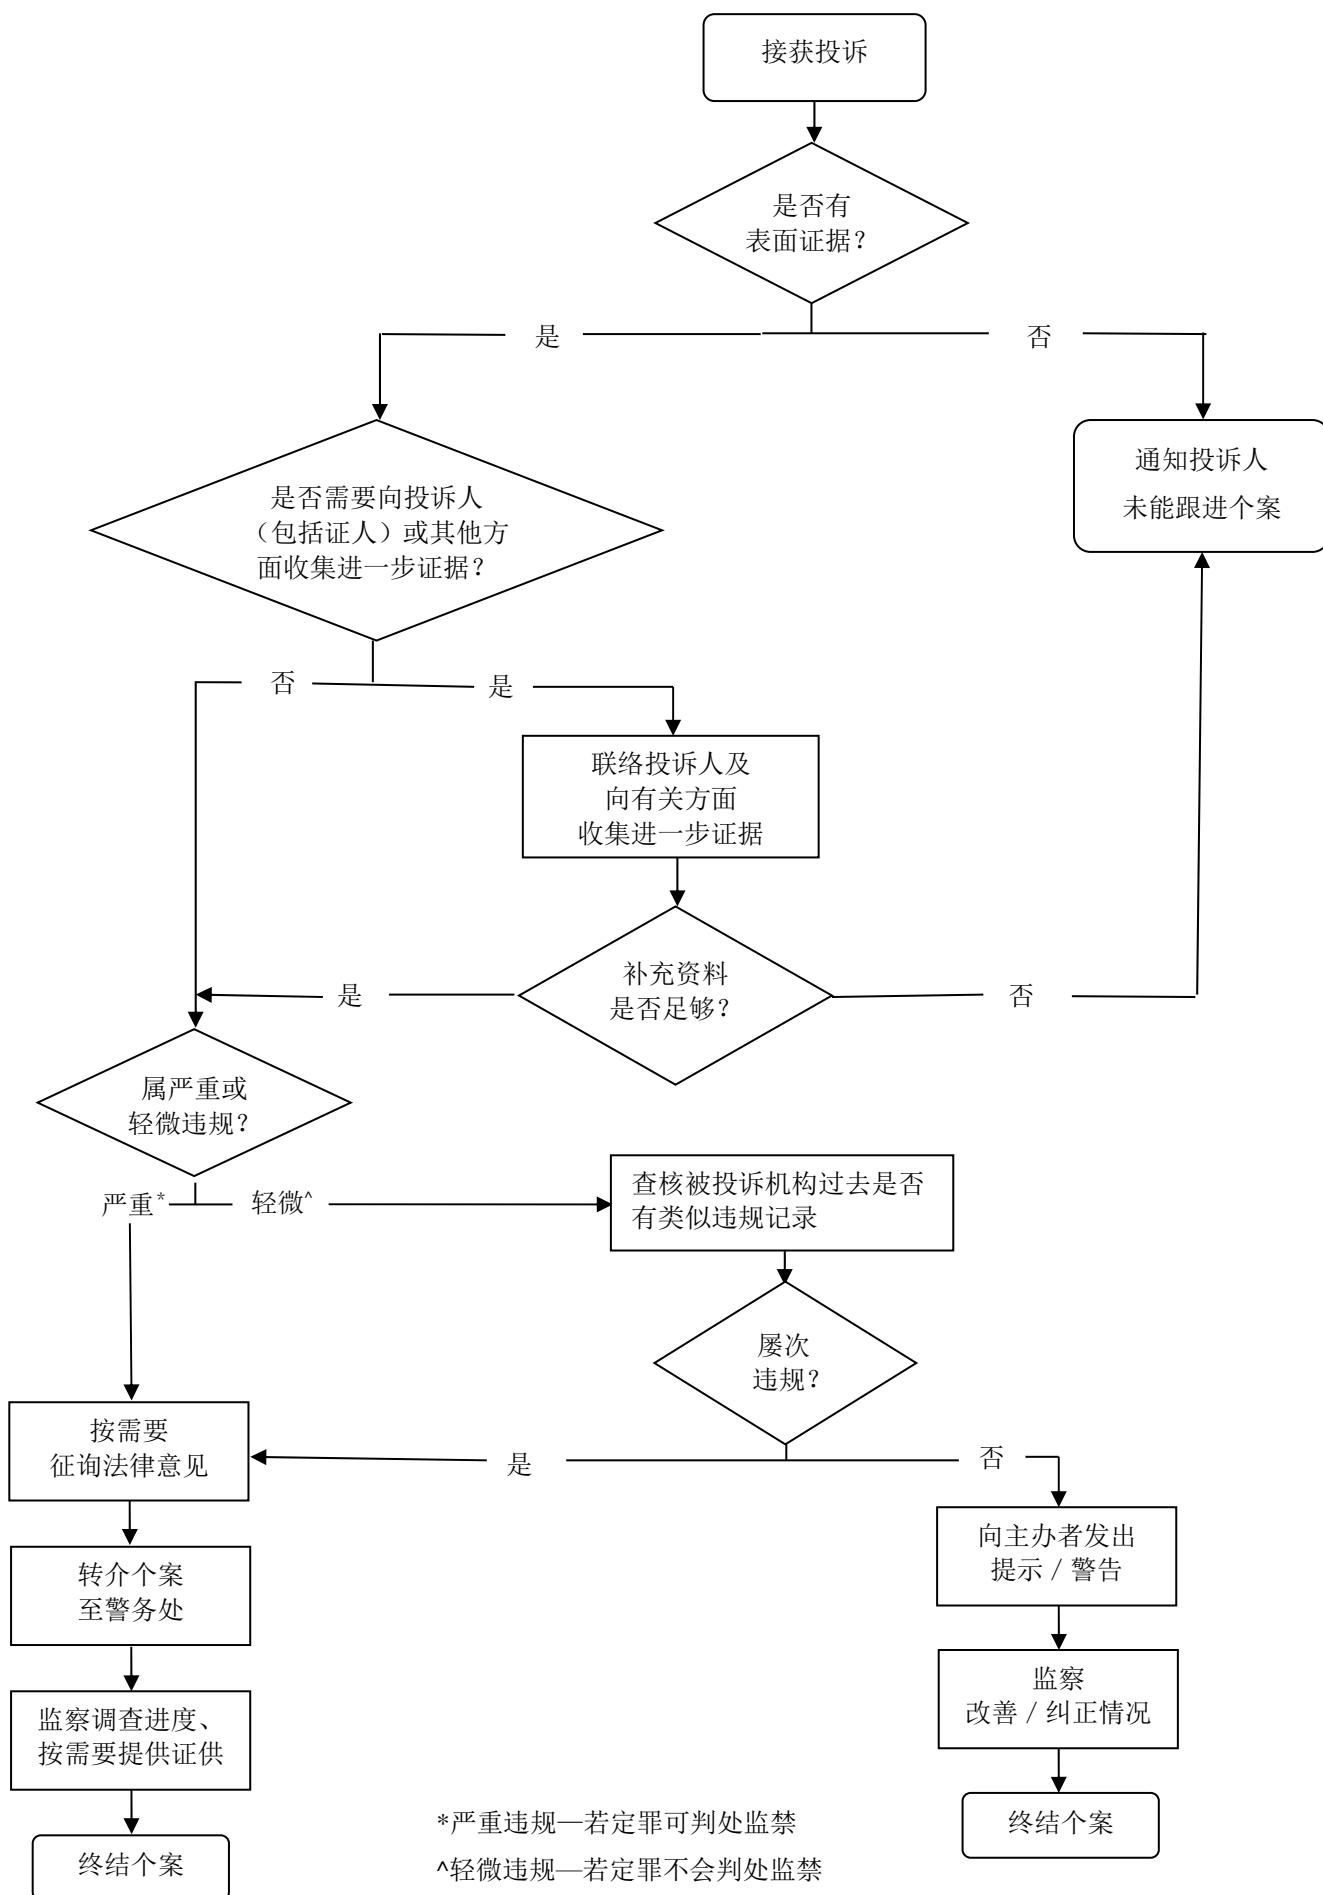 接获投诉
是否有
表面证据？
是
否
是否需要向投诉人
（包括证人）或其他方
面收集进一步证据？
通知投诉人
未能跟进个案
否
是
联络投诉人及
向有关方面
收集进一步证据
补充资料
是否足够？
是
否
属严重或
轻微违规？
严重*
轻微^
查核被投诉机构过去是否
有类似违规记录
屡次
违规？
按需要
征询法律意见
是
否
向主办者发出
提示 / 警告
转介个案
至警务处
监察
改善 / 纠正情况
监察调查进度、
按需要提供证供
终结个案
终结个案
*严重违规—若定罪可判处监禁
^轻微违规—若定罪不会判处监禁